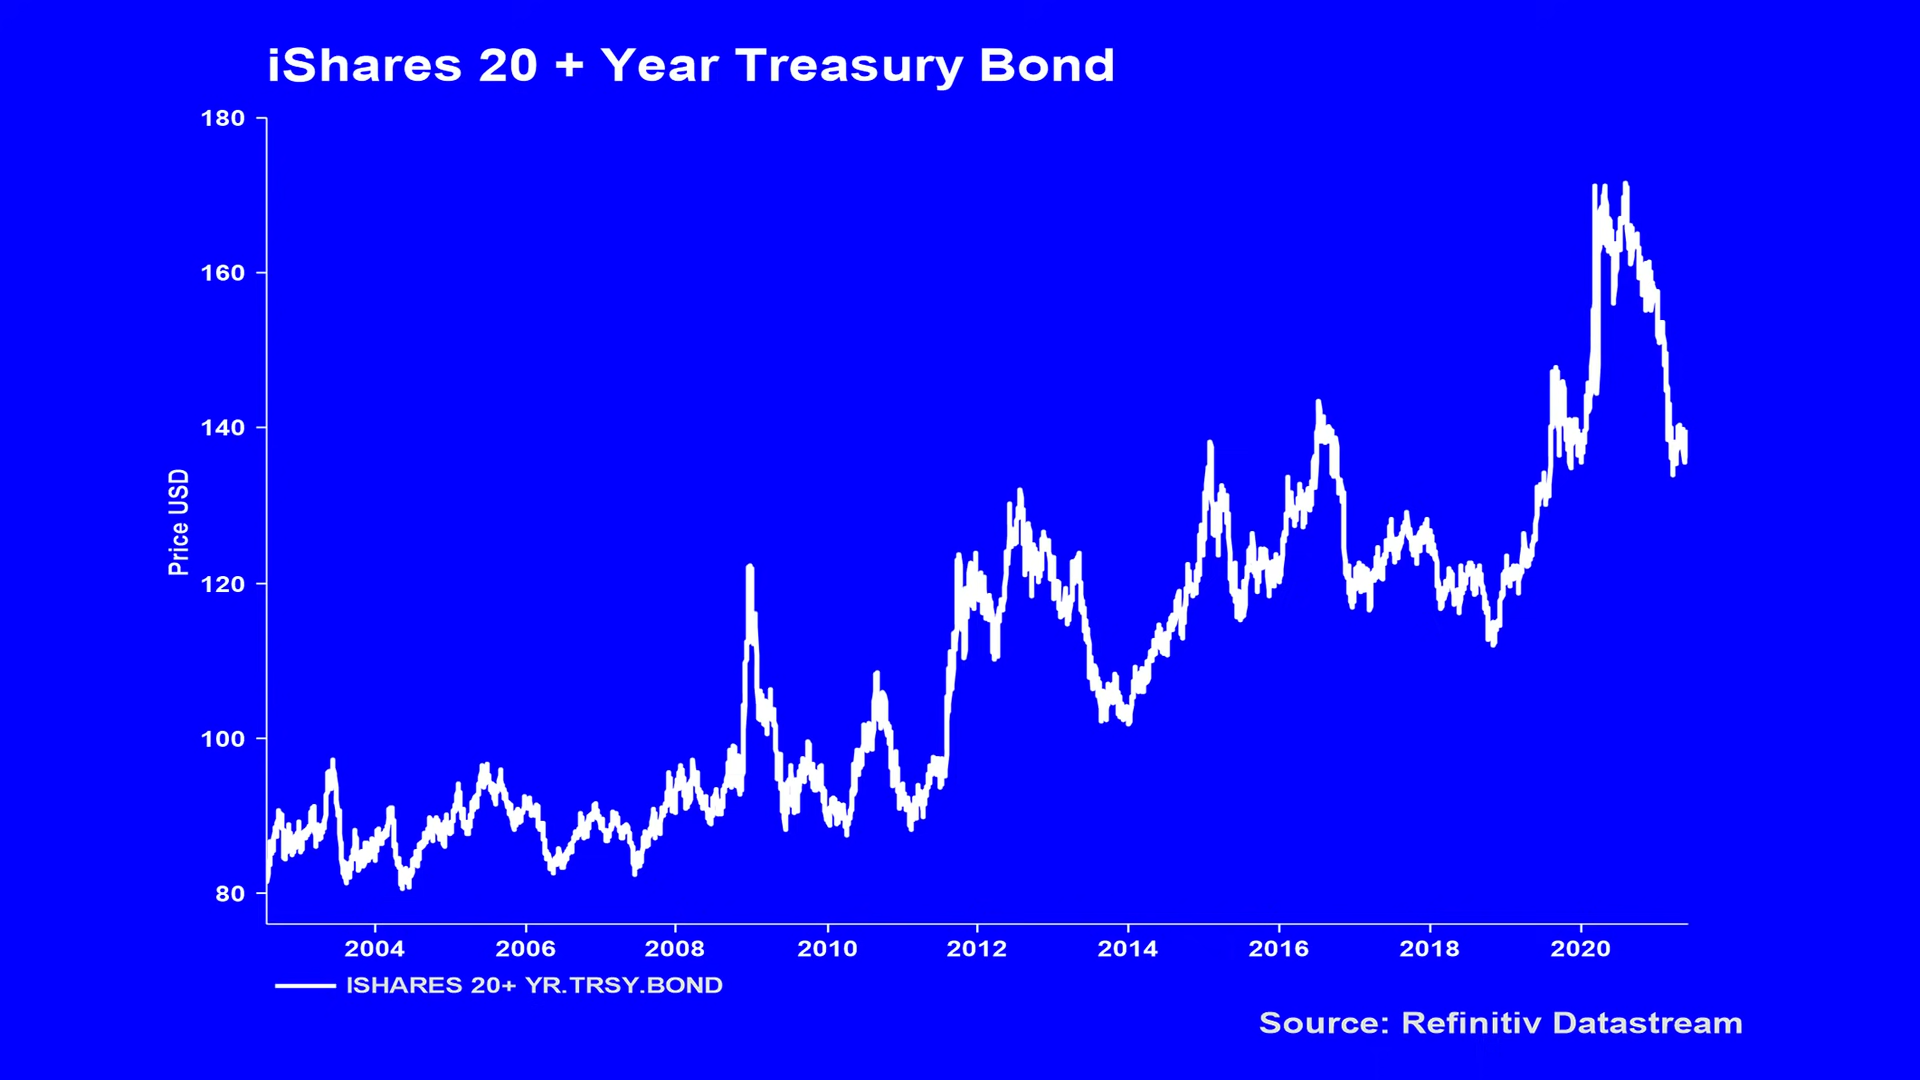 iShares 20 + Year Treasury Bond
180
160
140
120
100
80
Price USD
2004 2006 2008 2010 2012 2014 2016 2018 2020
ISHARES 20+ YR.TRSY.BOND
Source: Refinitiv Datastream